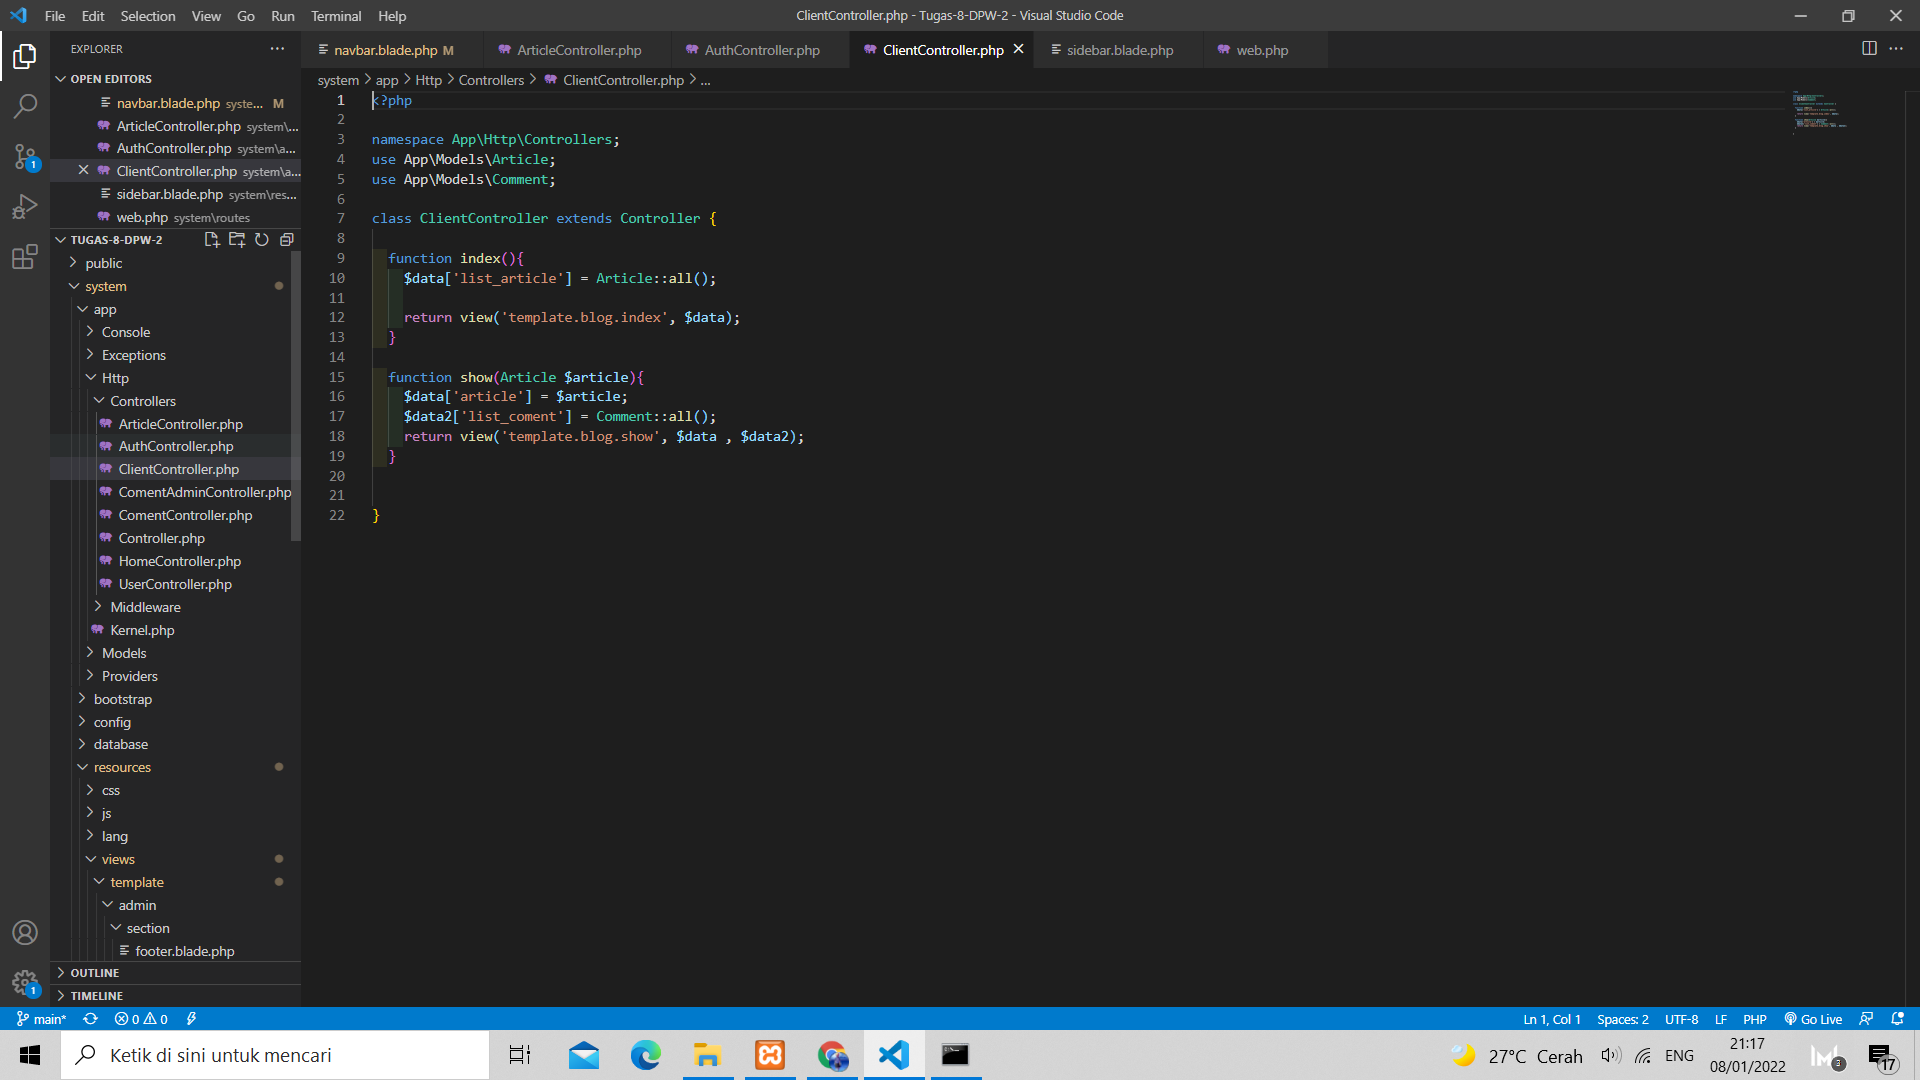 File Edit Selection View Go Run Terminal Help
ClientController.php - Tugas-8-DPW-2 - Visual Studio Code
EXPLORER
navbar.blade.php M
ArticleController.php
AuthController.php
ClientController.php
sidebar.blade.php
web.php
OPEN EDITORS
navbar.blade.php syste... M
ArticleController.php system\...
AuthController.php system\a...
ClientController.php system\a...
sidebar.blade.php system\res...
web.php system\routes
TUGAS-8-DPW-2
public
system
app
Console
Exceptions
Http
Controllers
ArticleController.php
AuthController.php
ClientController.php
ComentAdminController.php
ComentController.php
Controller.php
HomeController.php
UserController.php
Middleware
Kernel.php
Models
Providers
bootstrap
config
database
resources
css
js
lang
views
template
admin
section
footer.blade.php
OUTLINE
TIMELINE
system > app > Http > Controllers > ClientController.php > ...
1 <?php
2
3 namespace App\Http\Controllers;
4 use App\Models\Article;
5 use App\Models\Comment;
6
7 class ClientController extends Controller {
8
9 function index(){
10 $data['list_article'] = Article::all();
11
12 return view('template.blog.index', $data);
13 }
14
15 function show(Article $article){
16 $data['article'] = $article;
17 $data2['list_coment'] = Comment::all();
18 return view('template.blog.show', $data , $data2);
19 }
20
21
22 }
1
1
main* 0 0
Ln 1, Col 1 Spaces: 2 UTF-8 LF PHP Go Live
Ketik di sini untuk mencari
27°C Cerah
ENG
21:17
08/01/2022
3
17